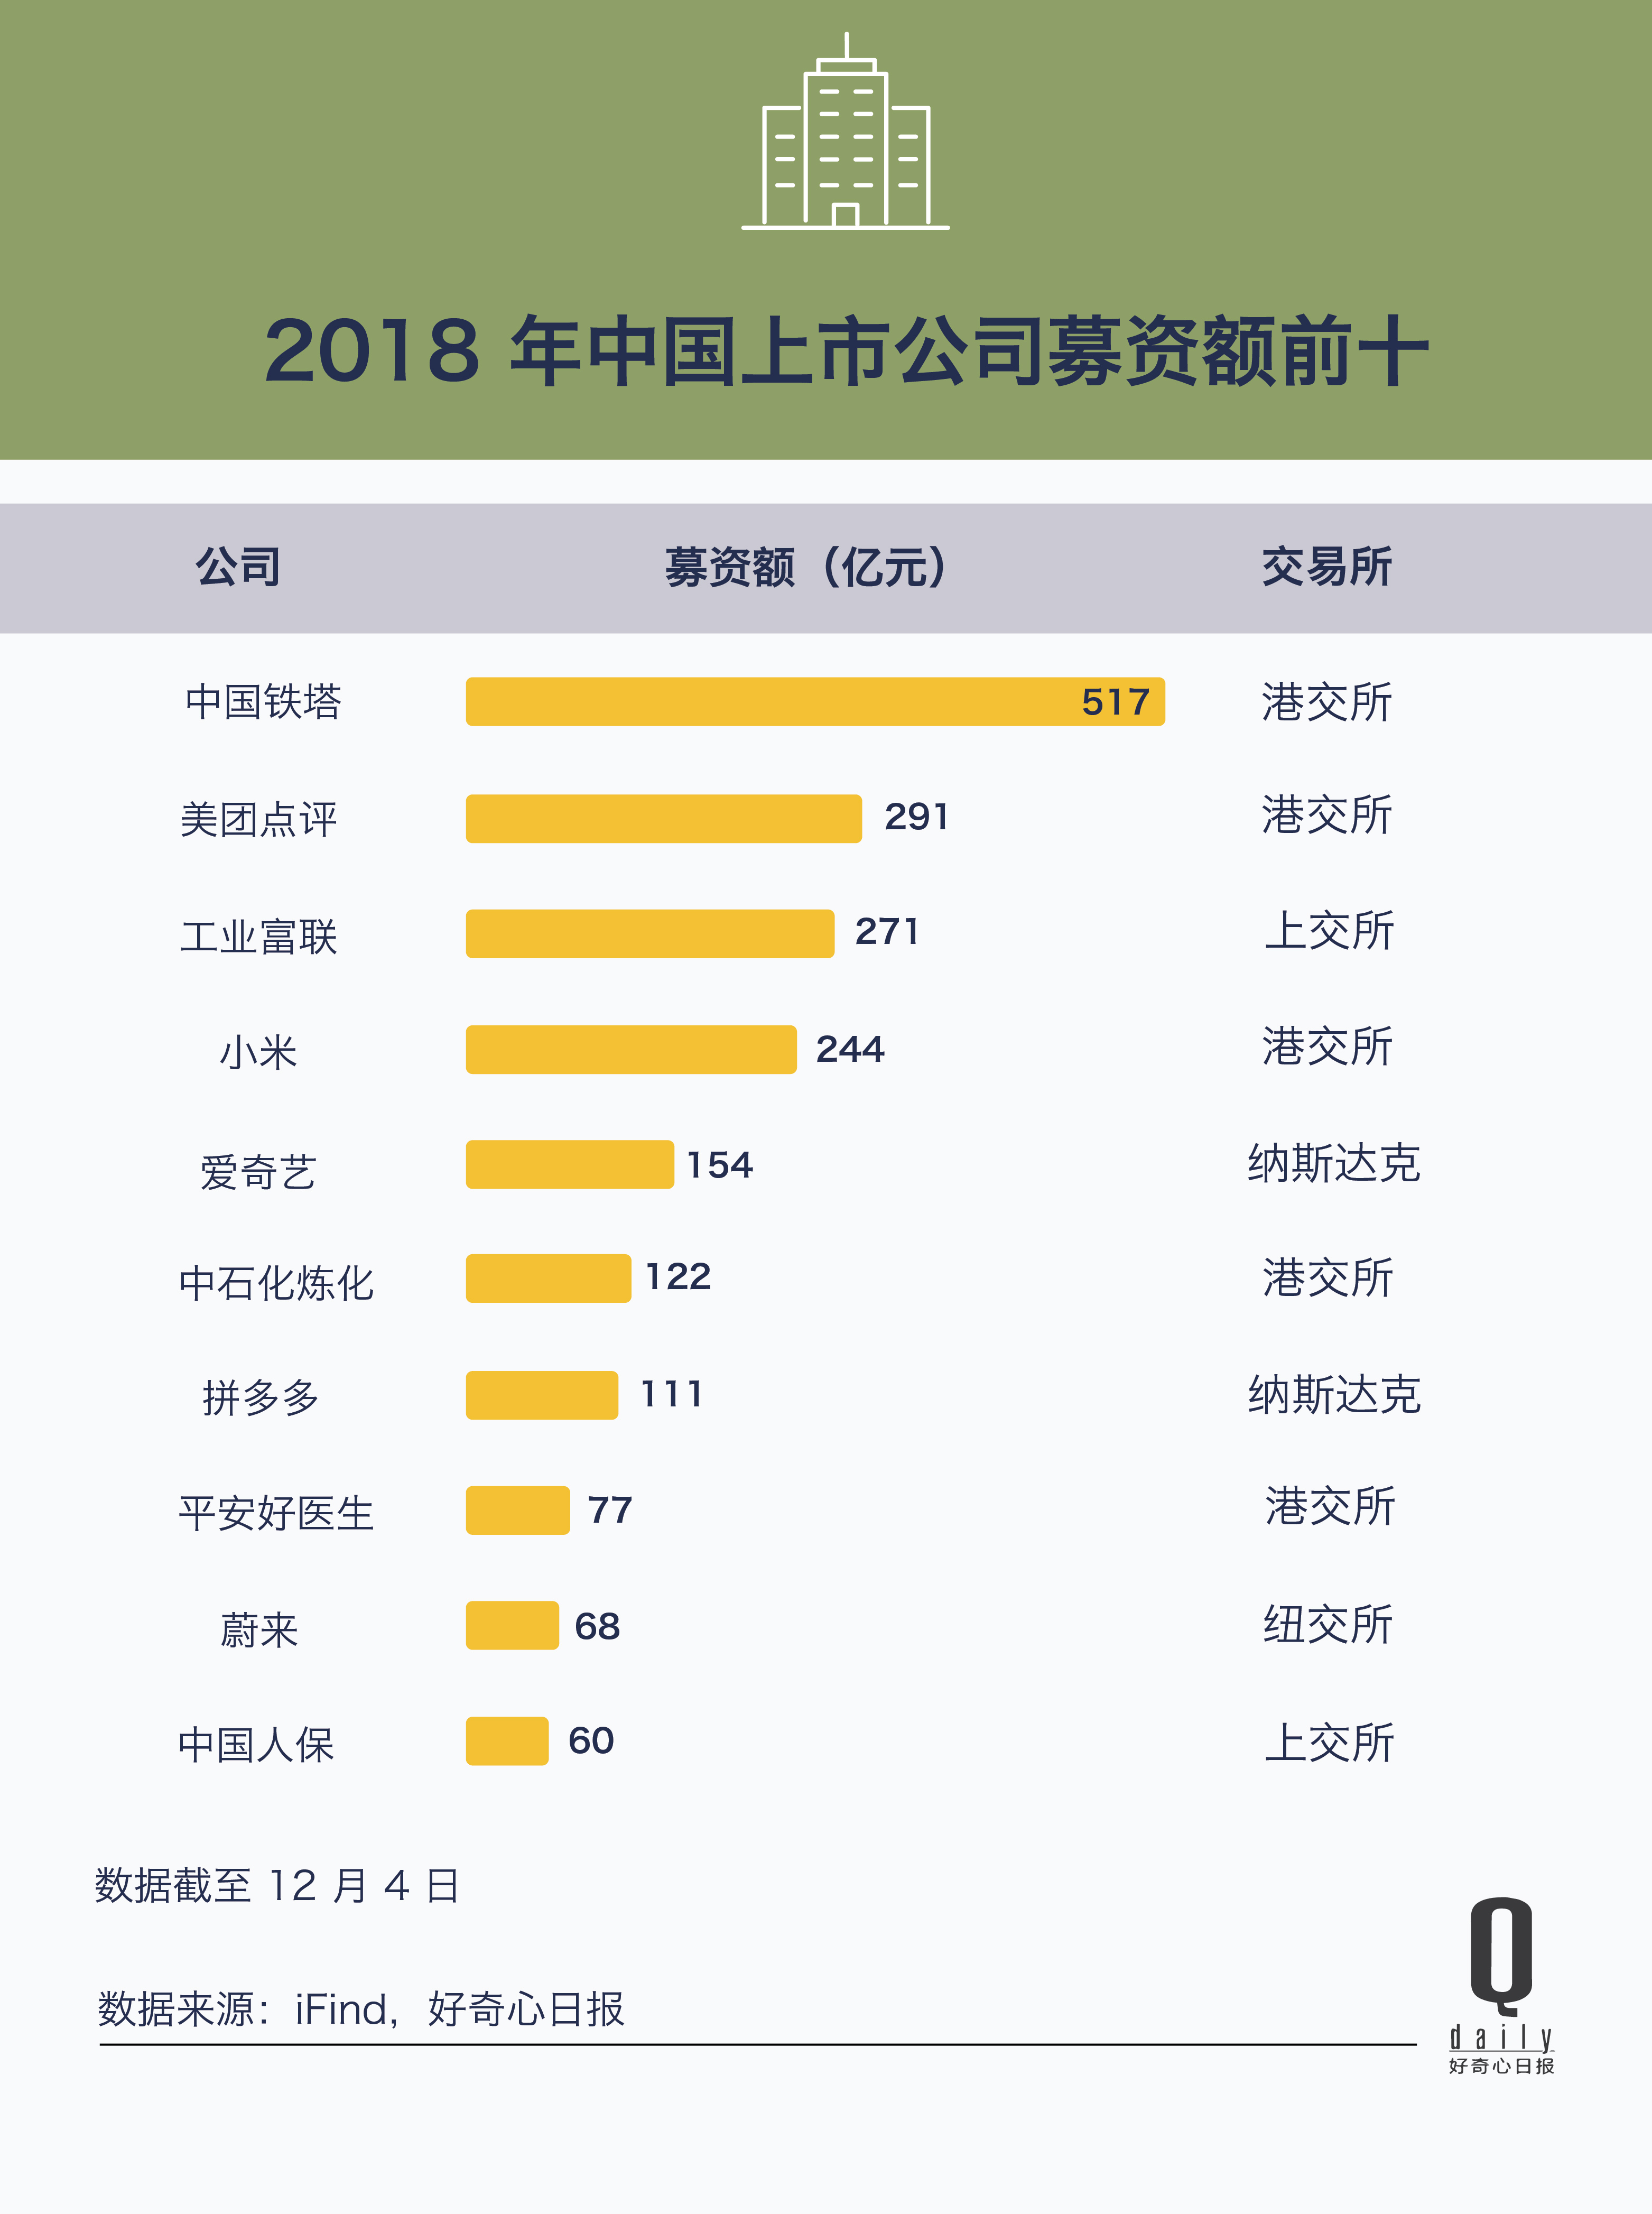 2018 年中国上市公司募资额前十
公司 募资额（亿元） 交易所
中国铁塔 517 港交所
美团点评 291 港交所
工业富联 271 上交所
小米 244 港交所
爱奇艺 154 纳斯达克
中石化炼化 122 港交所
拼多多 111 纳斯达克
平安好医生 77 港交所
蔚来 68 纽交所
中国人保 60 上交所
数据截至 12 月 4 日
数据来源：iFind，好奇心日报
Q
daily
好奇心日报